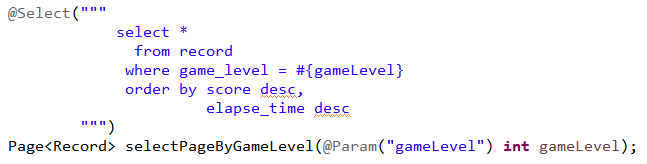 @Select("""
            select *
              from record
             where game_level = #{gameLevel}
             order by score desc,
                      elapse_time desc
        """)
Page<Record> selectPageByGameLevel(@Param("gameLevel") int gameLevel);